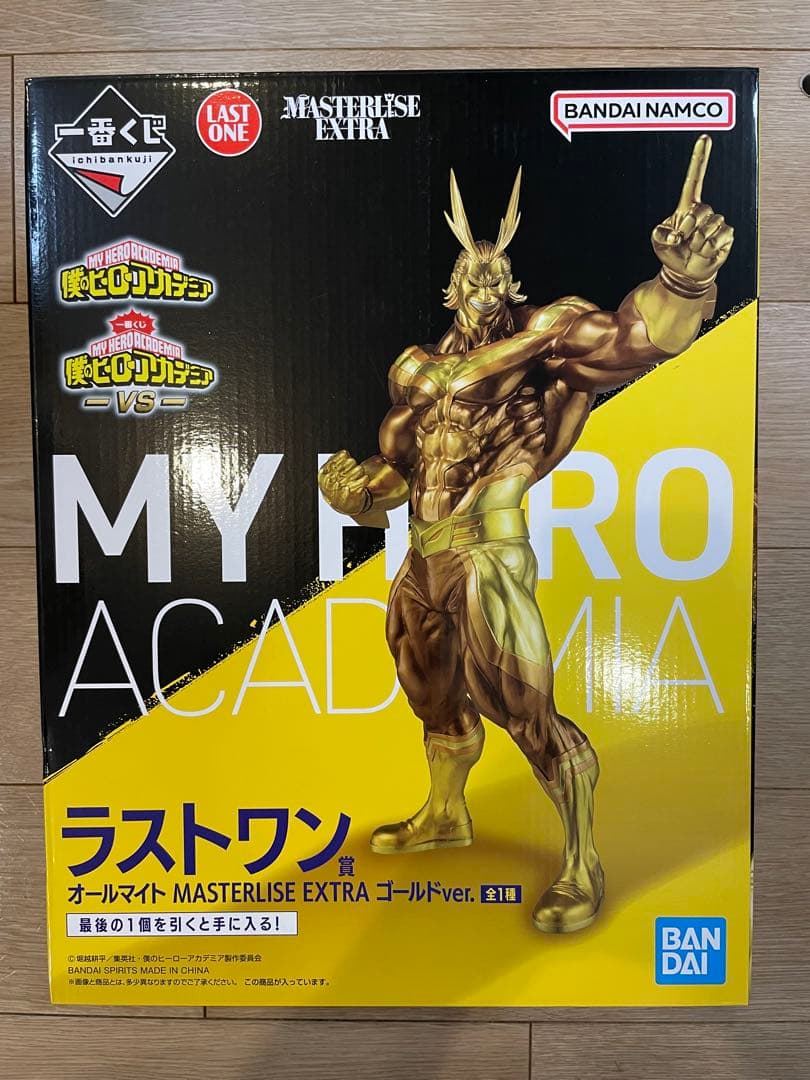 一番くじ
ichibankuji
LAST
ONE
MASTERLISE
EXTRA
BANDAI NAMCO
MY HERO ACADEMIA
僕のヒーローアカデミア
一番くじ
MY HERO ACADEMIA
僕のヒーローアカデミア
ーVSー
MY HERO
ACADEMIA
ラストワン賞
オールマイト MASTERLISE EXTRA ゴールドver. 全1種
最後の1個を引くと手に入る!
© 堀越耕平/集英社・僕のヒーローアカデミア製作委員会
BANDAI SPIRITS MADE IN CHINA
※画像と商品とは、多少異なりますのでご了承ください。 この商品が入っています。
BAN
DAI